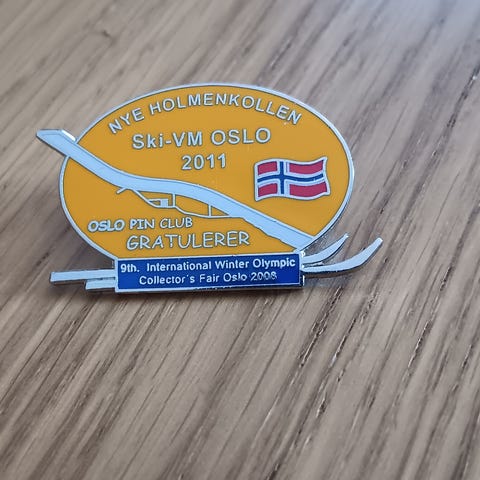 NYE HOLMENKOLLEN
Ski-VM OSLO
2011
OSLO PIN CLUB
GRATULERER
9th. International Winter Olympic
Collector's Fair Oslo 2008